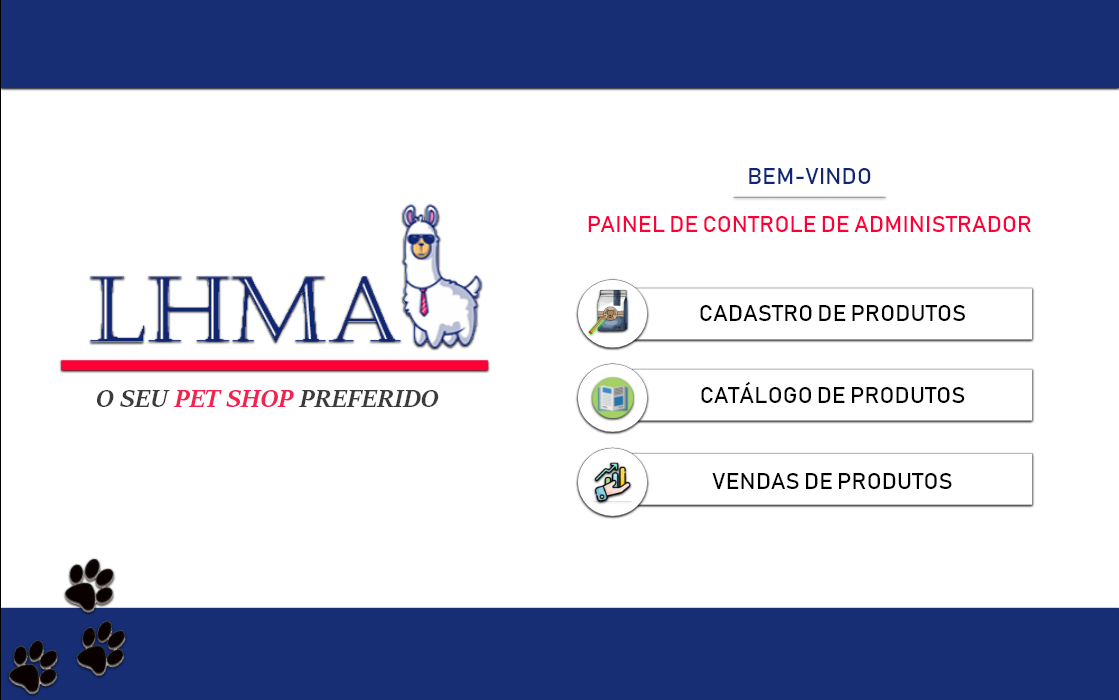 LHMA
O SEU PET SHOP PREFERIDO
BEM-VINDO
PAINEL DE CONTROLE DE ADMINISTRADOR
CADASTRO DE PRODUTOS
CATÁLOGO DE PRODUTOS
VENDAS DE PRODUTOS